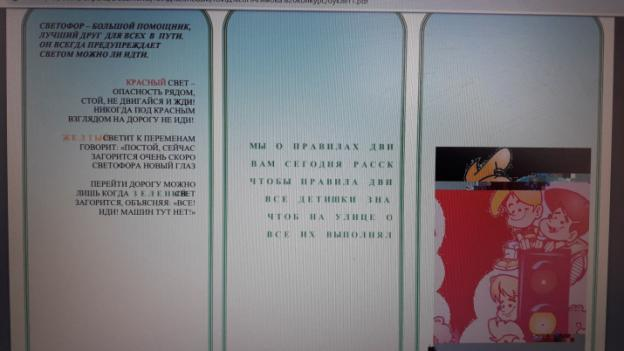 СВЕТОФОР – БОЛЬШОЙ ПОМОЩНИК,
ЛУЧШИЙ ДРУГ ДЛЯ ВСЕХ В ПУТИ.
ОН ВСЕГДА ПРЕДУПРЕЖДАЕТ
СВЕТОМ МОЖНО ЛИ ИДТИ.
КРАСНЫЙ СВЕТ –
ОПАСНОСТЬ РЯДОМ,
СТОЙ, НЕ ДВИГАЙСЯ И ЖДИ!
НИКОГДА ПОД КРАСНЫМ
ВЗГЛЯДОМ НА ДОРОГУ НЕ ИДИ!
СВЕТИТ К ПЕРЕМЕНАМ
ГОВОРИТ: «ПОСТОЙ, СЕЙЧАС
ЗАГОРИТСЯ ОЧЕНЬ СКОРО
СВЕТОФОРА НОВЫЙ ГЛАЗ
ПЕРЕЙТИ ДОРОГУ МОЖНО
ЛИШЬ КОГДА
ЗАГОРИТСЯ, ОБЪЯСНЯЯ: «ВСЕ!
ИДИ! МАШИН ТУТ НЕТ!»
МЫ О ПРАВИЛАХ ДВИ
ВАМ СЕГОДНЯ РАССК
ЧТОБЫ ПРАВИЛА ДВИ
ВСЕ ДЕТИШКИ ЗНА
ЧТОБ НА УЛИЦЕ О
ВСЕ ИХ ВЫПОЛНЯЛ